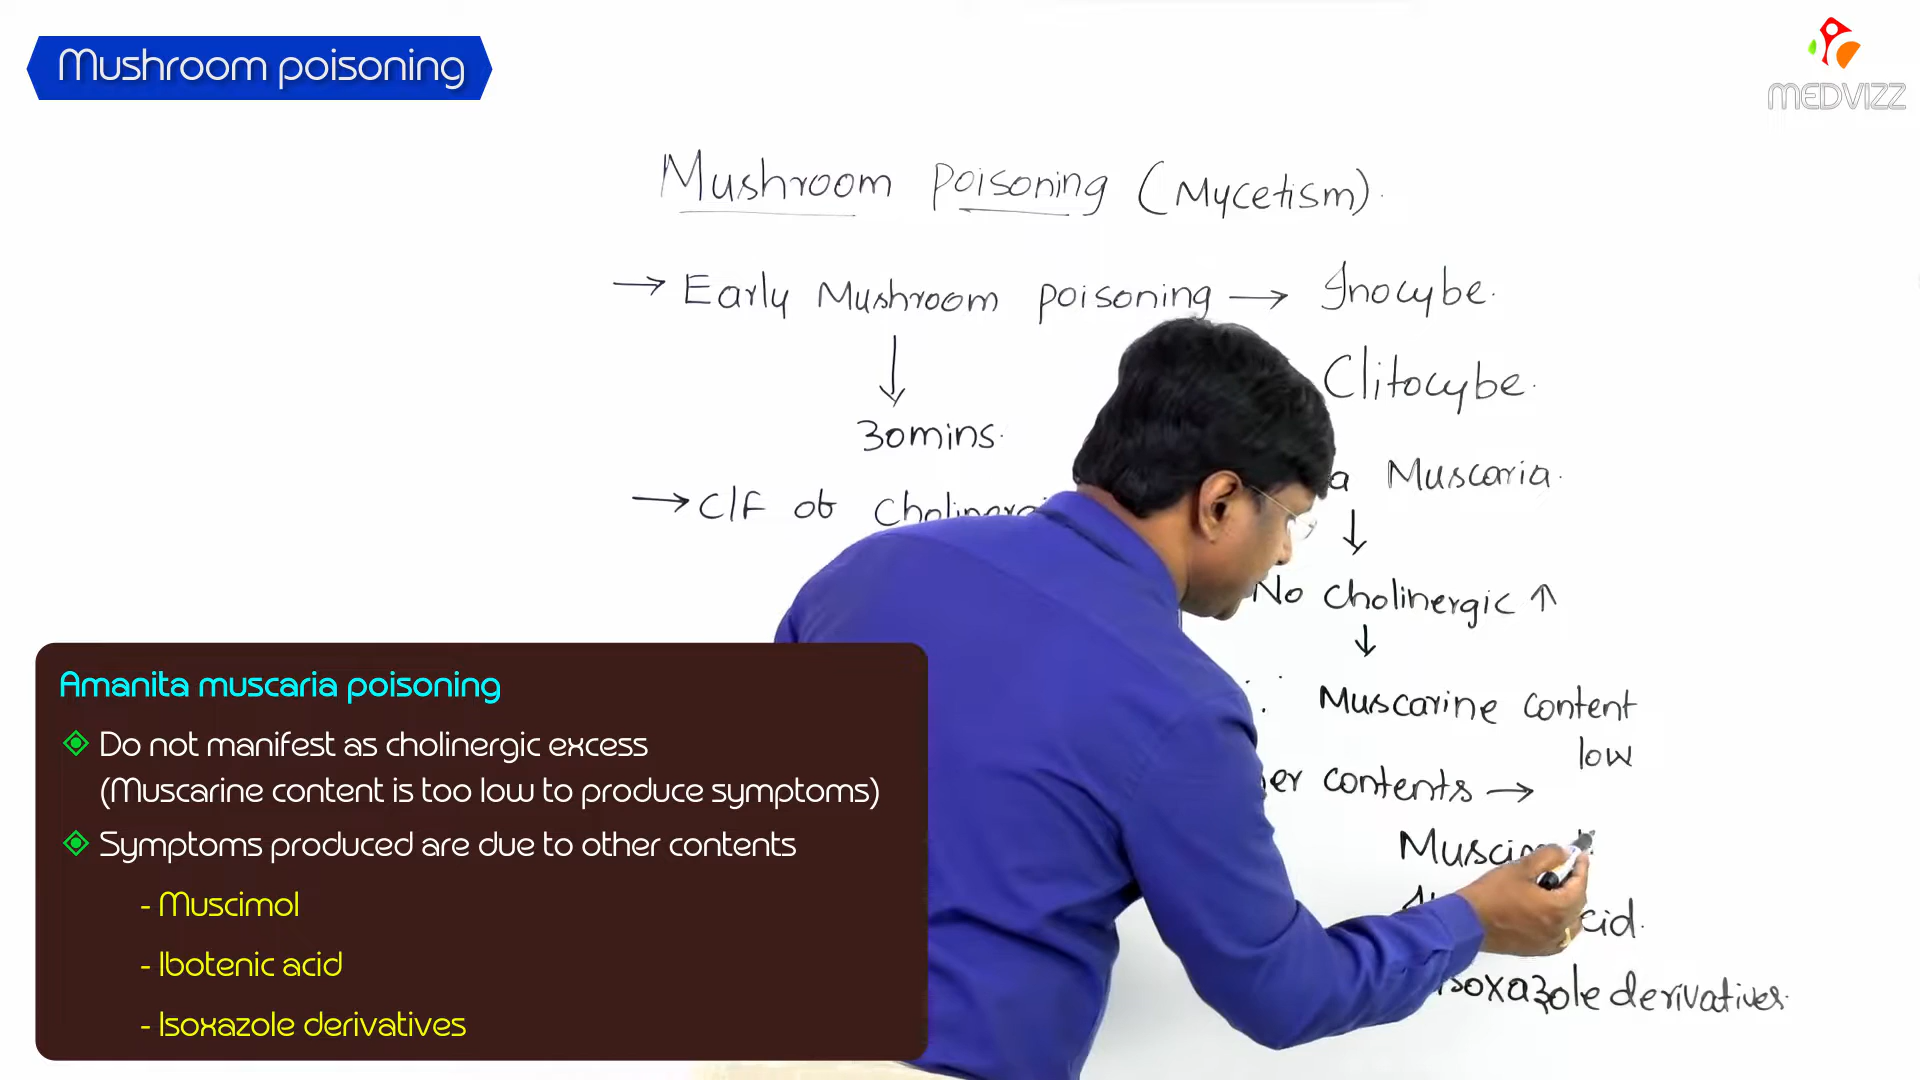 Mushroom poisoning
MEDVIZZ
Mushroom poisoning (Mycetism).
→ Early Mushroom poisoning → Inocybe.
Clitocybe.
30mins.
Muscaria.
→ C/F of
No cholinergic ↑
∴ Muscarine content
low
contents →
Isoxazole derivatives.
Amanita muscaria poisoning
Do not manifest as cholinergic excess
(Muscarine content is too low to produce symptoms)
Symptoms produced are due to other contents
- Muscimol
- Ibotenic acid
- Isoxazole derivatives